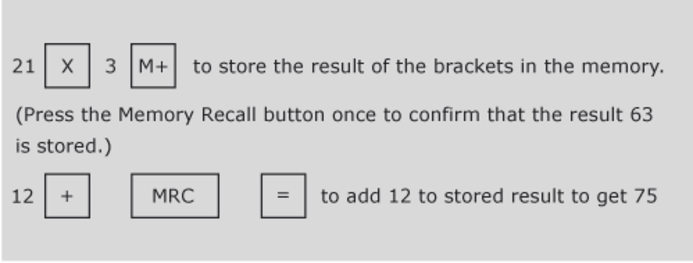 21 X 3 M+ to store the result of the brackets in the memory.
(Press the Memory Recall button once to confirm that the result 63
is stored.)
12 + MRC = to add 12 to stored result to get 75